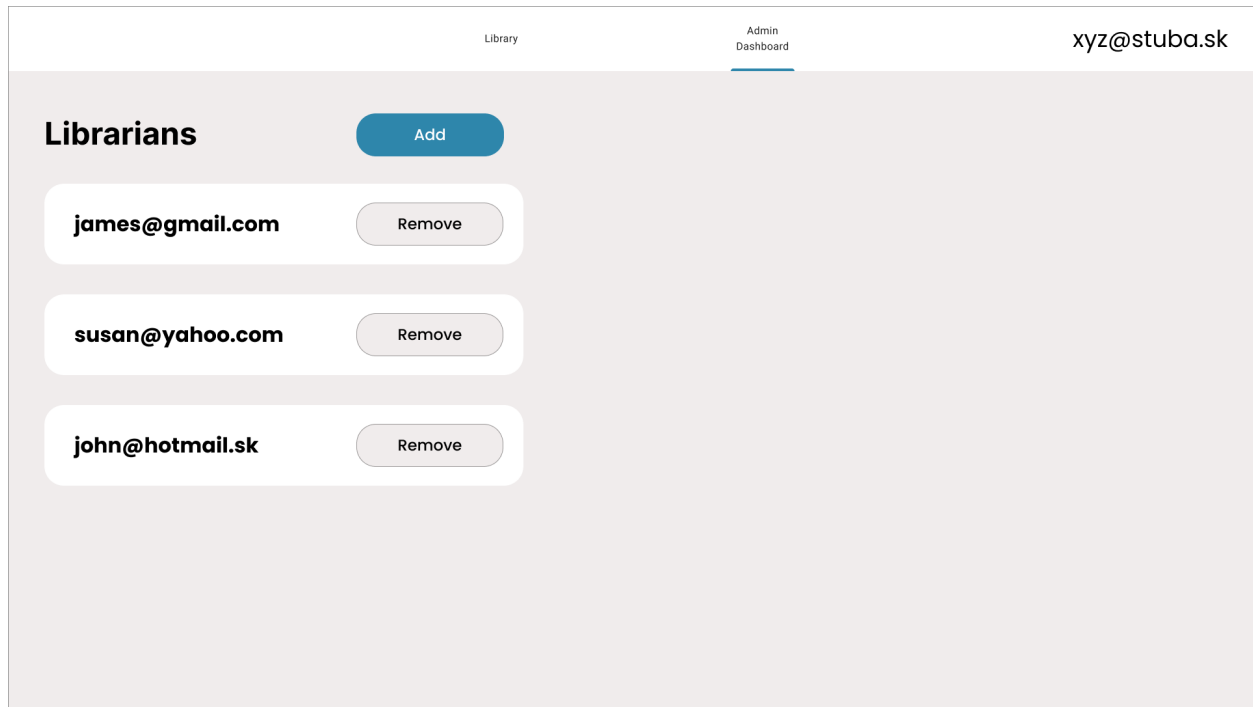 Library
Admin
Dashboard
xyz@stuba.sk
Librarians
Add
james@gmail.com
Remove
susan@yahoo.com
Remove
john@hotmail.sk
Remove